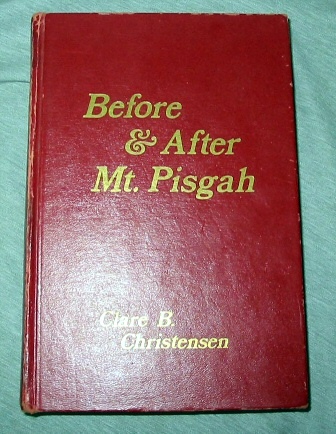 Before
& After
Mt. Pisgah
Clare B.
Christensen